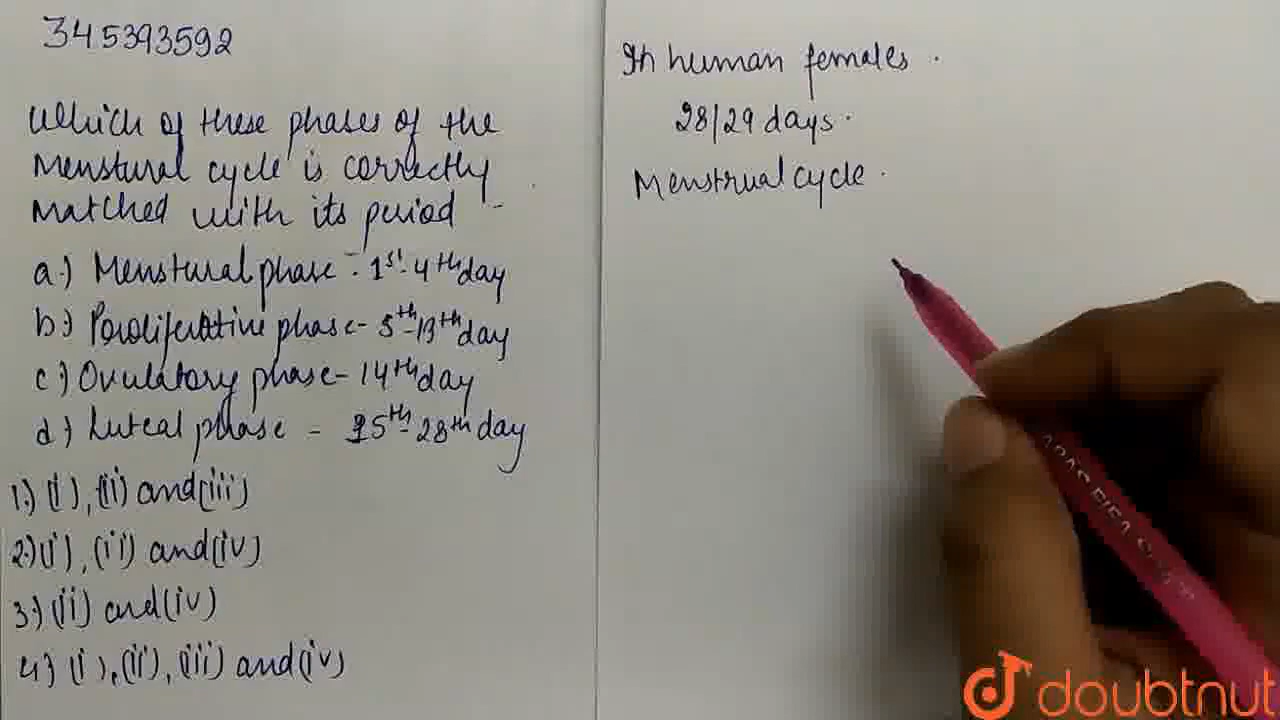 345393592
Which of these phases of the
Menstural cycle is correctly
Matched with its period -
a.) Menstural phase - 1st-4th day
b.) Poroliferative phase - 5th-13th day
c.) Ovulatory phase - 14th day
d.) Luteal phase - 15th-28th day
1.) (i), (ii) and (iii)
2.) (i), (ii) and (iv)
3.) (ii) and (iv)
4.) (i), (ii), (iii) and (iv)
In human females.
28/29 days.
Menstrual cycle.
doubtnut